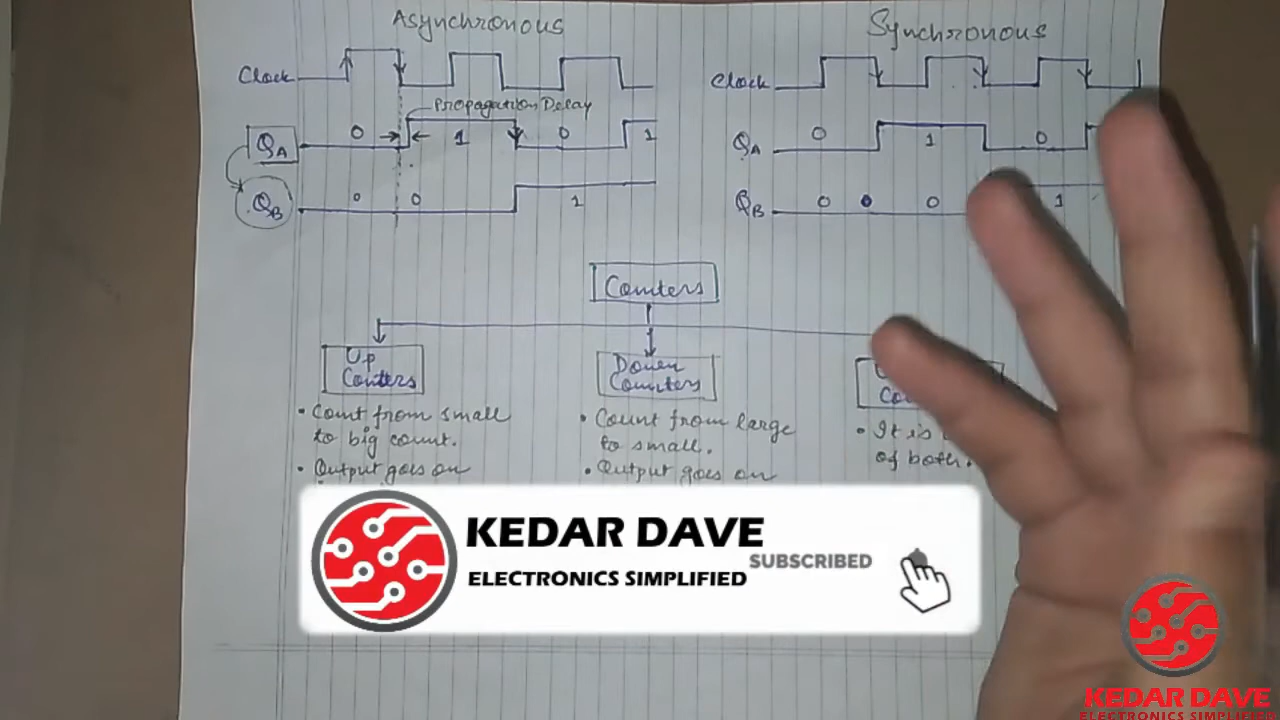 Asynchronous
Clock
Propagation Delay
QA 0 1 0 1
QB 0 0 1
Synchronous
Clock
QA 0 1 0
QB 0 0 0 1
Counters
Up
Conters
• Count from small
to big count.
• Output goes on
Down
Counters
• Count from large
to small.
• Output goes on
• It is
of both.
KEDAR DAVE
SUBSCRIBED
ELECTRONICS SIMPLIFIED
KEDAR DAVE
ELECTRONICS SIMPLIFIED